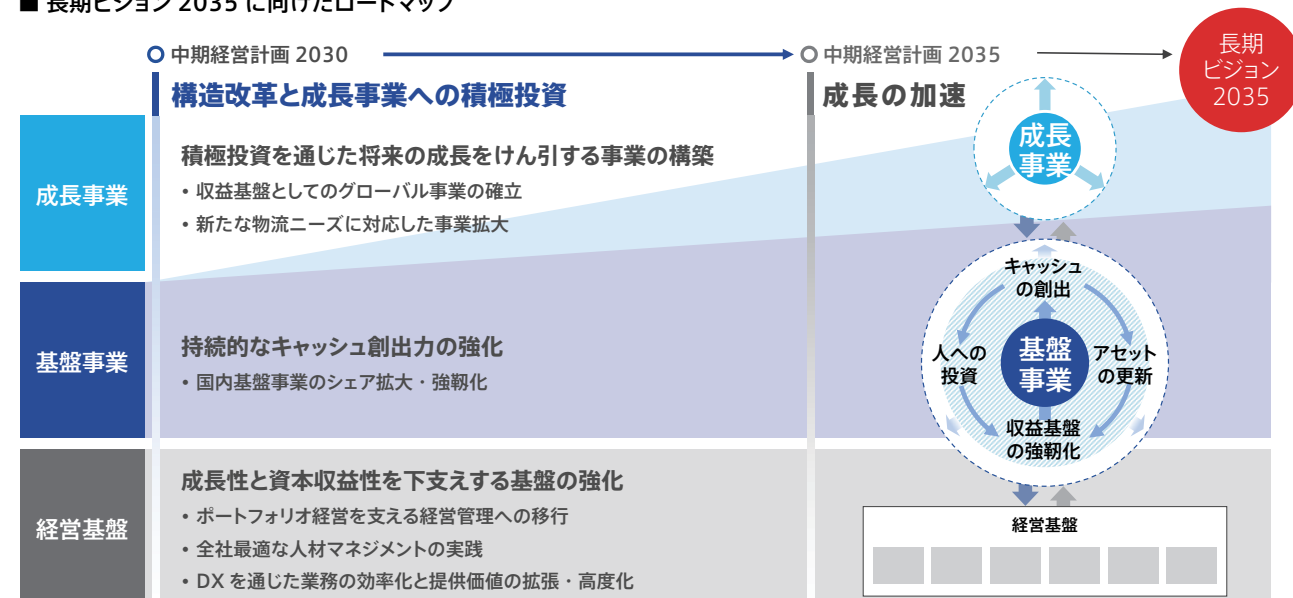 ■ 長期ビジョン 2035 に向けたロードマップ
中期経営計画 2030
中期経営計画 2035
長期
ビジョン
2035
構造改革と成長事業への積極投資
成長の加速
成長事業
積極投資を通じた将来の成長をけん引する事業の構築
• 収益基盤としてのグローバル事業の確立
• 新たな物流ニーズに対応した事業拡大
成長
事業
基盤事業
持続的なキャッシュ創出力の強化
• 国内基盤事業のシェア拡大・強靱化
キャッシュ
の創出
人への
投資
基盤
事業
アセット
の更新
収益基盤
の強靭化
経営基盤
成長性と資本収益性を下支えする基盤の強化
• ポートフォリオ経営を支える経営管理への移行
• 全社最適な人材マネジメントの実践
• DX を通じた業務の効率化と提供価値の拡張・高度化
経営基盤